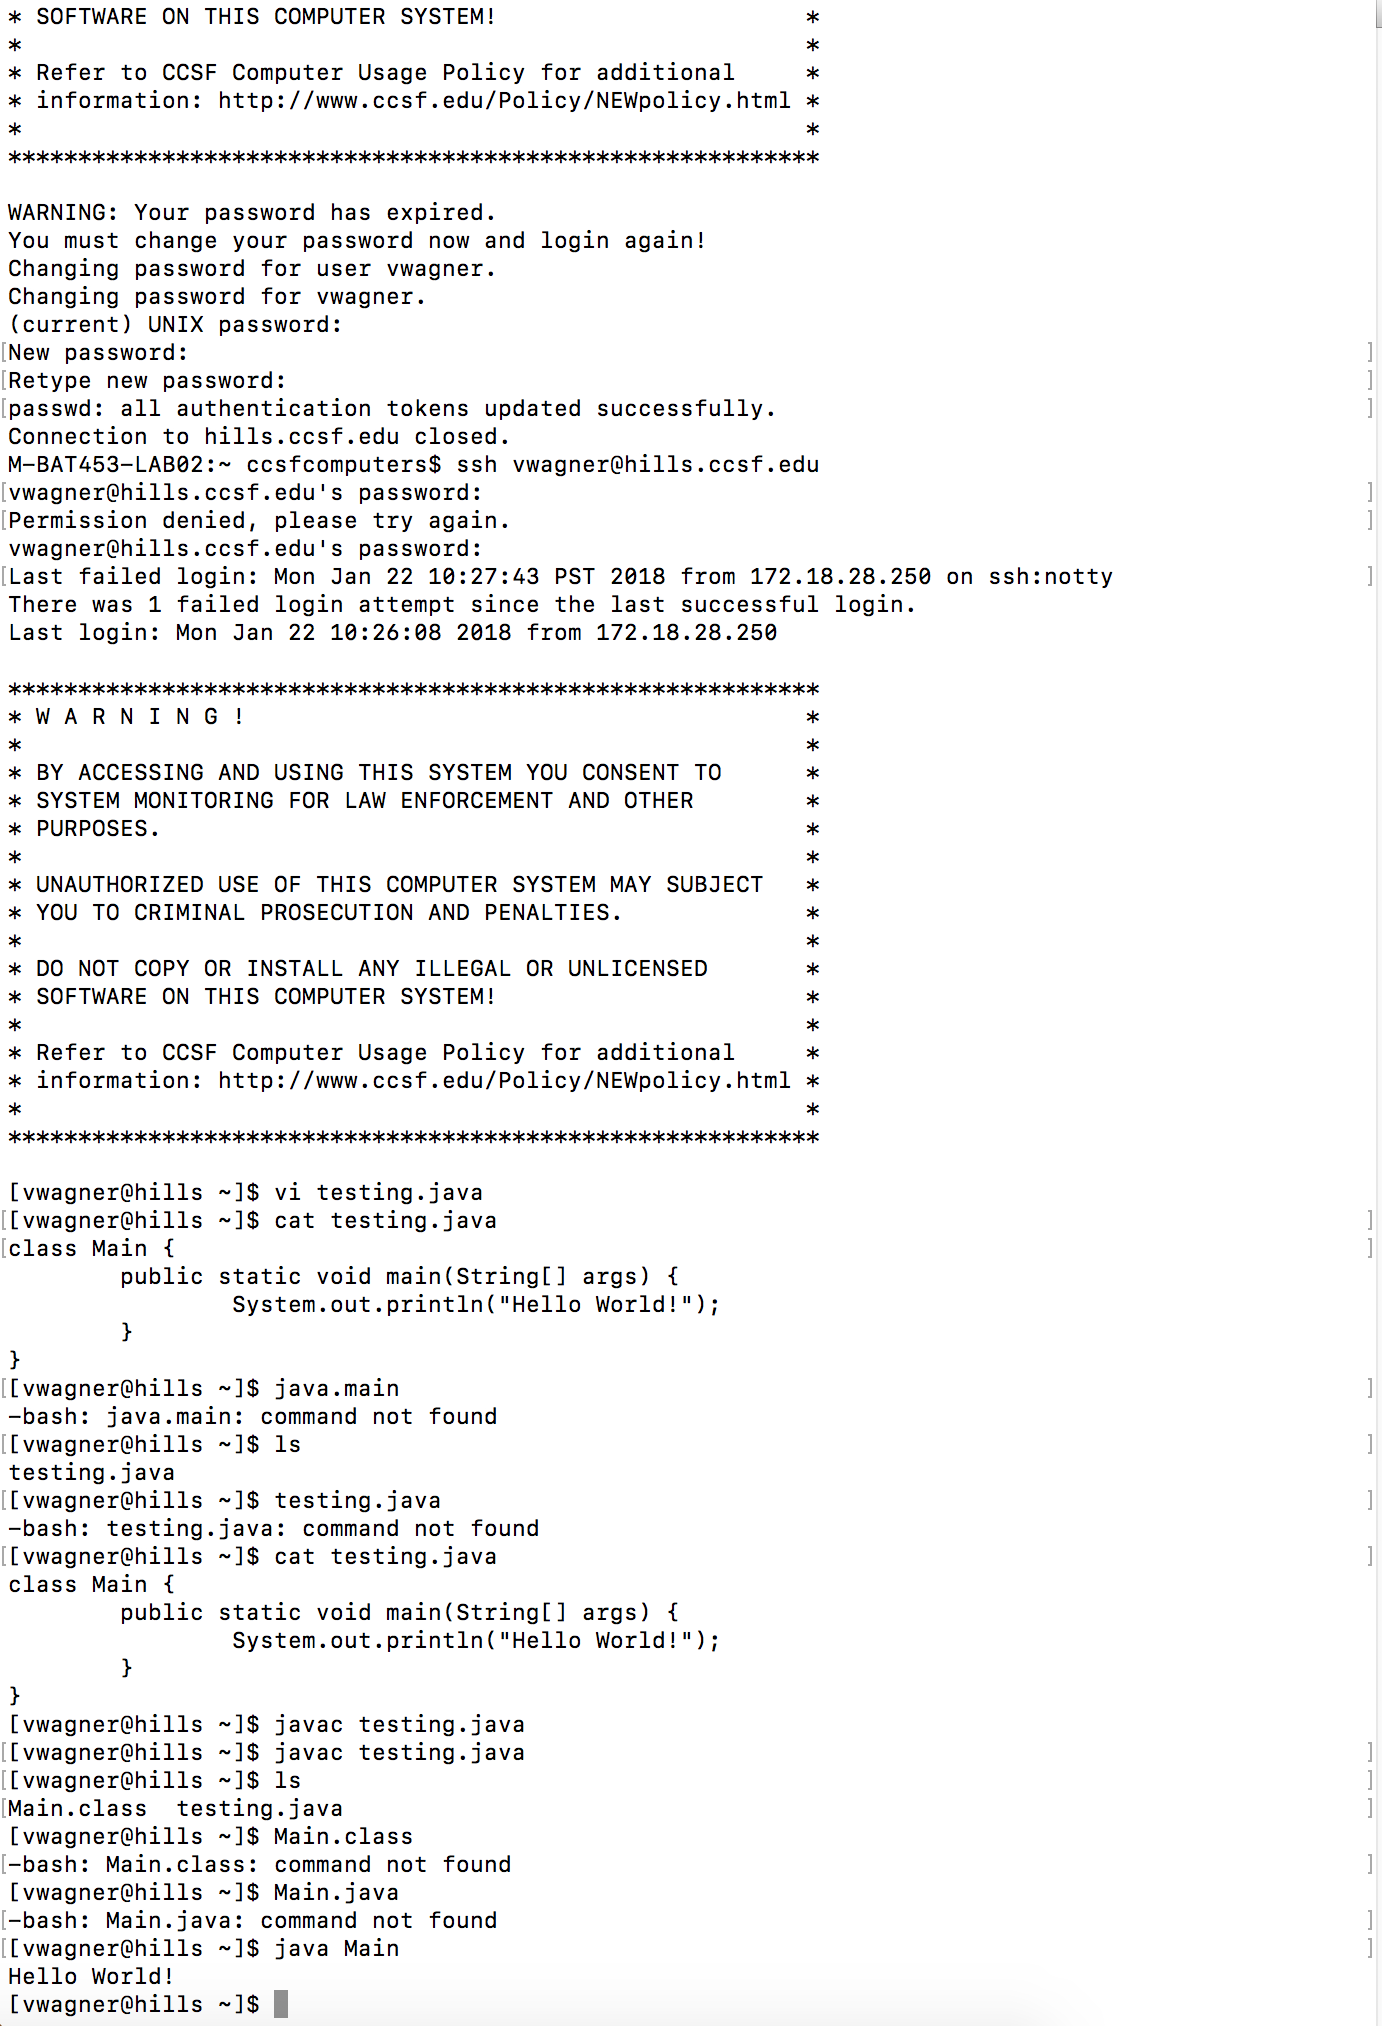 * SOFTWARE ON THIS COMPUTER SYSTEM!                      *
*                                                        *
* Refer to CCSF Computer Usage Policy for additional     *
* information: http://www.ccsf.edu/Policy/NEWpolicy.html *
*                                                        *
**********************************************************

WARNING: Your password has expired.
You must change your password now and login again!
Changing password for user vwagner.
Changing password for vwagner.
(current) UNIX password:
[New password:                                                                                   ]
[Retype new password:                                                                            ]
[passwd: all authentication tokens updated successfully.                                         ]
Connection to hills.ccsf.edu closed.
M-BAT453-LAB02:~ ccsfcomputers$ ssh vwagner@hills.ccsf.edu
[vwagner@hills.ccsf.edu's password:                                                              ]
[Permission denied, please try again.                                                            ]
vwagner@hills.ccsf.edu's password:
[Last failed login: Mon Jan 22 10:27:43 PST 2018 from 172.18.28.250 on ssh:notty                 ]
There was 1 failed login attempt since the last successful login.
Last login: Mon Jan 22 10:26:08 2018 from 172.18.28.250

**********************************************************
* W A R N I N G !                                        *
*                                                        *
* BY ACCESSING AND USING THIS SYSTEM YOU CONSENT TO      *
* SYSTEM MONITORING FOR LAW ENFORCEMENT AND OTHER        *
* PURPOSES.                                              *
*                                                        *
* UNAUTHORIZED USE OF THIS COMPUTER SYSTEM MAY SUBJECT   *
* YOU TO CRIMINAL PROSECUTION AND PENALTIES.             *
*                                                        *
* DO NOT COPY OR INSTALL ANY ILLEGAL OR UNLICENSED       *
* SOFTWARE ON THIS COMPUTER SYSTEM!                      *
*                                                        *
* Refer to CCSF Computer Usage Policy for additional     *
* information: http://www.ccsf.edu/Policy/NEWpolicy.html *
*                                                        *
**********************************************************

[vwagner@hills ~]$ vi testing.java
[[vwagner@hills ~]$ cat testing.java                                                             ]
[class Main {                                                                                    ]
        public static void main(String[] args) {
                System.out.println("Hello World!");
        }
}
[[vwagner@hills ~]$ java.main                                                                    ]
-bash: java.main: command not found
[[vwagner@hills ~]$ ls                                                                           ]
testing.java
[[vwagner@hills ~]$ testing.java                                                                 ]
-bash: testing.java: command not found
[[vwagner@hills ~]$ cat testing.java                                                             ]
class Main {
        public static void main(String[] args) {
                System.out.println("Hello World!");
        }
}
[vwagner@hills ~]$ javac testing.java
[[vwagner@hills ~]$ javac testing.java                                                           ]
[[vwagner@hills ~]$ ls                                                                           ]
[Main.class  testing.java                                                                        ]
[vwagner@hills ~]$ Main.class
[-bash: Main.class: command not found                                                            ]
[vwagner@hills ~]$ Main.java
[-bash: Main.java: command not found                                                             ]
[[vwagner@hills ~]$ java Main                                                                    ]
Hello World!
[vwagner@hills ~]$